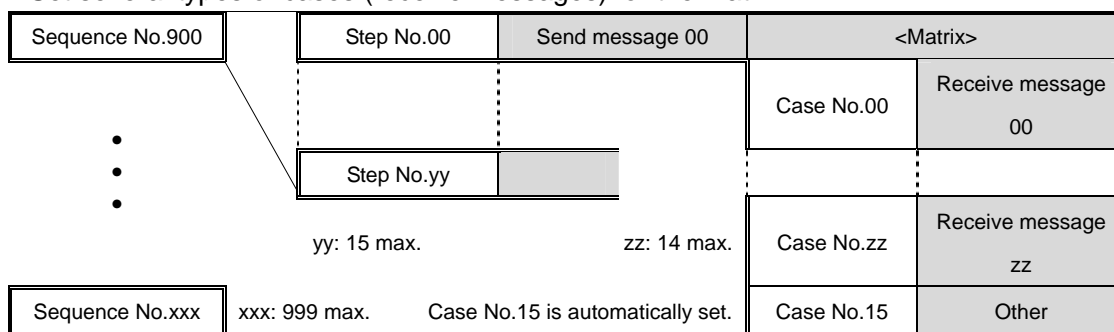 Sequence No.900 Step No.00 Send message 00 <Matrix>
Case No.00 Receive message
00
Step No.yy
yy: 15 max. zz: 14 max. Case No.zz Receive message
zz
Sequence No.xxx xxx: 999 max. Case No.15 is automatically set. Case No.15 Other